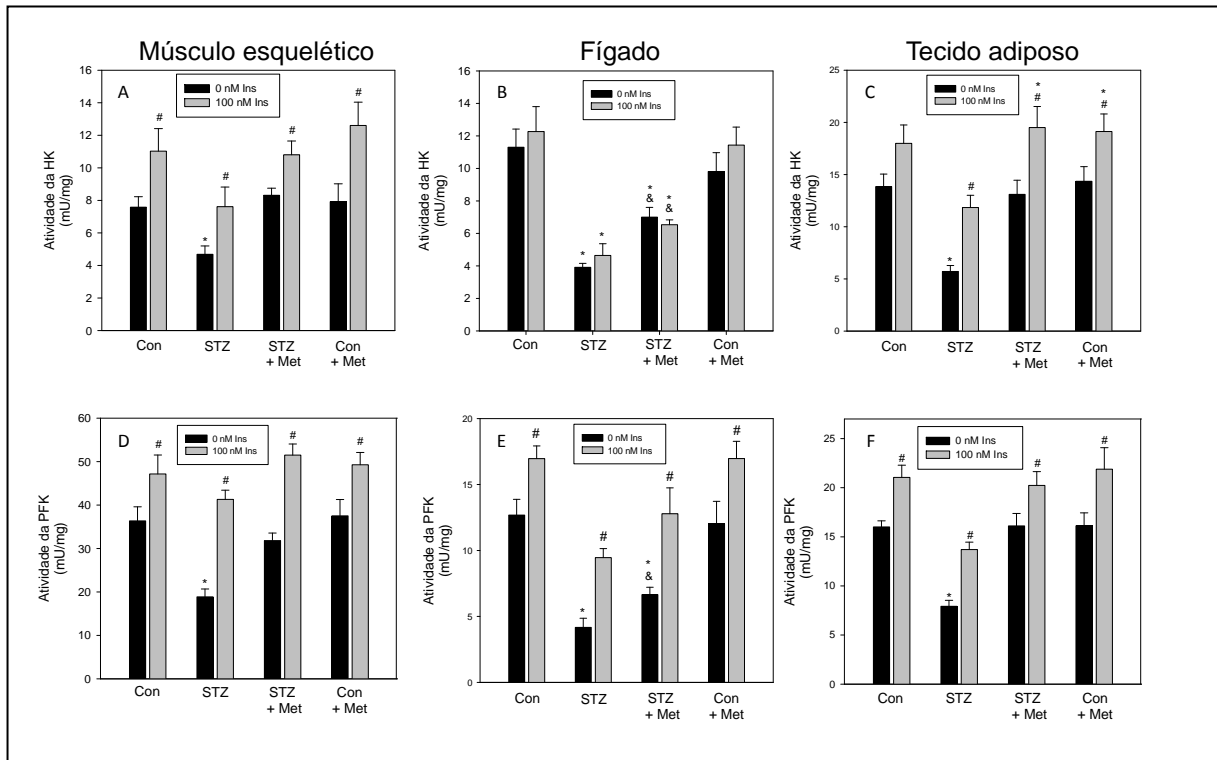 Músculo esquelético
Fígado
Tecido adiposo
A
0 nM Ins
100 nM Ins
Atividade da HK
(mU/mg)
16
14
12
10
8
6
4
2
0
#
#
#
#
*
Con
STZ
STZ
+ Met
Con
+ Met
B
0 nM Ins
100 nM Ins
Atividade da HK
(mU/mg)
16
14
12
10
8
6
4
2
0
*
*
*
&
*
&
Con
STZ
STZ
+ Met
Con
+ Met
C
0 nM Ins
100 nM Ins
Atividade da HK
(mU/mg)
25
20
15
10
5
0
*
#
*
#
#
*
Con
STZ
STZ
+ Met
Con
+ Met
D
0 nM Ins
100 nM Ins
Atividade da PFK
(mU/mg)
60
50
40
30
20
10
0
#
#
#
#
*
Con
STZ
STZ
+ Met
Con
+ Met
E
0 nM Ins
100 nM Ins
Atividade da PFK
(mU/mg)
20
15
10
5
0
#
#
#
#
*
*
&
Con
STZ
STZ
+ Met
Con
+ Met
F
0 nM Ins
100 nM Ins
Atividade da PFK
(mU/mg)
25
20
15
10
5
0
#
#
#
#
*
Con
STZ
STZ
+ Met
Con
+ Met